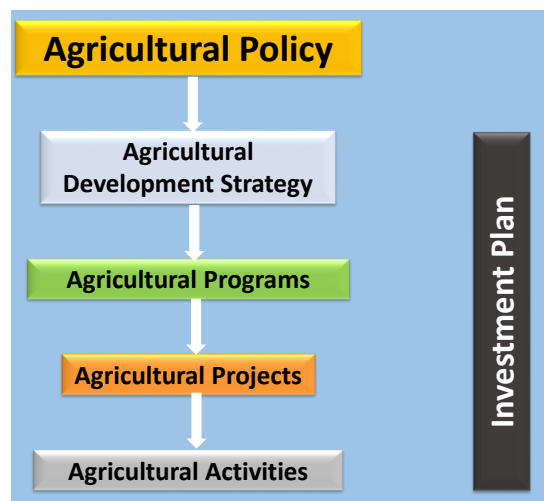 Agricultural Policy
Agricultural
Development Strategy
Agricultural Programs
Agricultural Projects
Agricultural Activities
Investment Plan